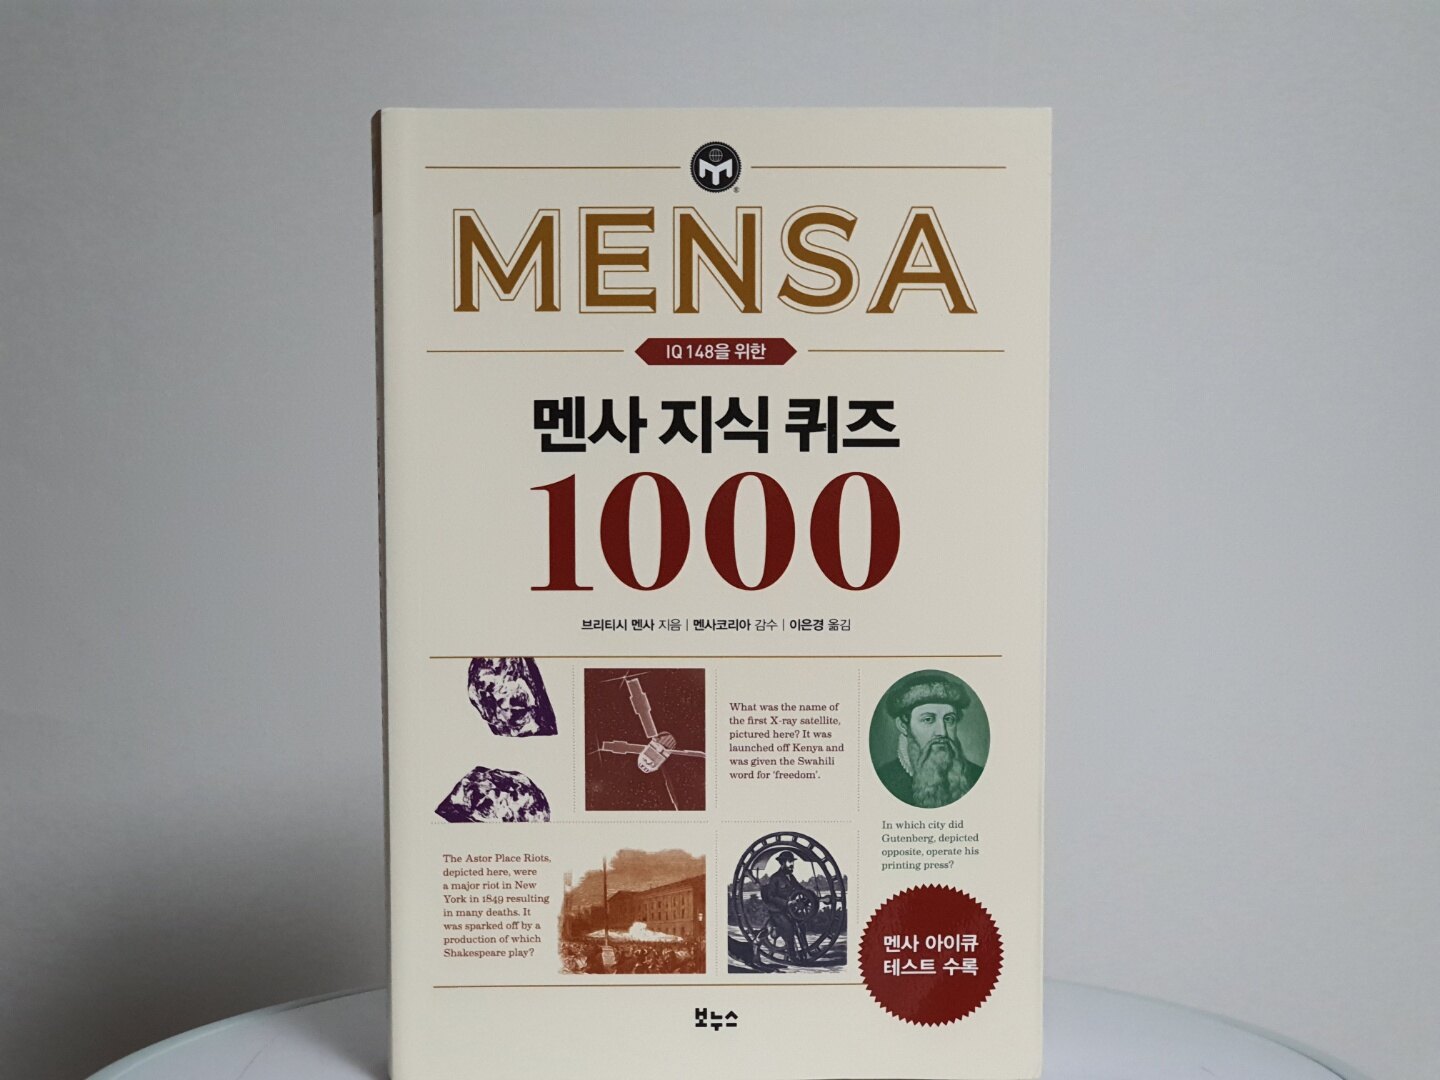 MENSA
IQ 148을 위한
멘사 지식 퀴즈
1000
브리티시 멘사 지음 | 멘사코리아 감수 | 이은경 옮김
What was the name of
the first X-ray satellite,
pictured here? It was
launched off Kenya and
was given the Swahili
word for 'freedom'.
In which city did
Gutenberg, depicted
opposite, operate his
printing press?
The Astor Place Riots,
depicted here, were
a major riot in New
York in 1849 resulting
in many deaths. It
was sparked off by a
production of which
Shakespeare play?
멘사 아이큐
테스트 수록
보누스